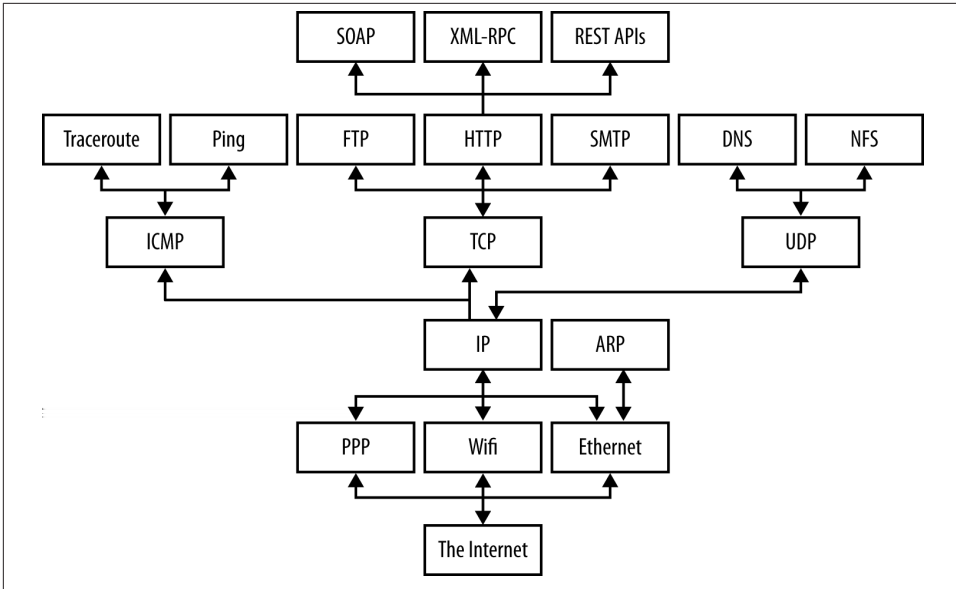 SOAP
XML-RPC
REST APIs
Traceroute
Ping
FTP
HTTP
SMTP
DNS
NFS
ICMP
TCP
UDP
IP
ARP
PPP
Wifi
Ethernet
The Internet